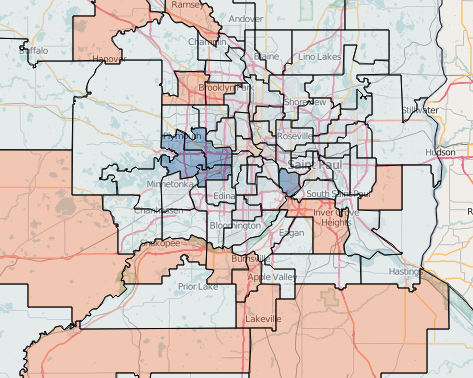 Ramsey
Andover
Buffalo
Champlin
Hanover
Blaine
Lino Lakes
Brooklyn Park
Shoreview
Stillwater
Plymouth
Roseville
Hudson
Saint Paul
Minnetonka
Edina
South Saint Paul
Chanhassen
Inver Grove
Heights
Bloomington
Eagan
Shakopee
Burnsville
Apple Valley
Hastings
Prior Lake
Lakeville